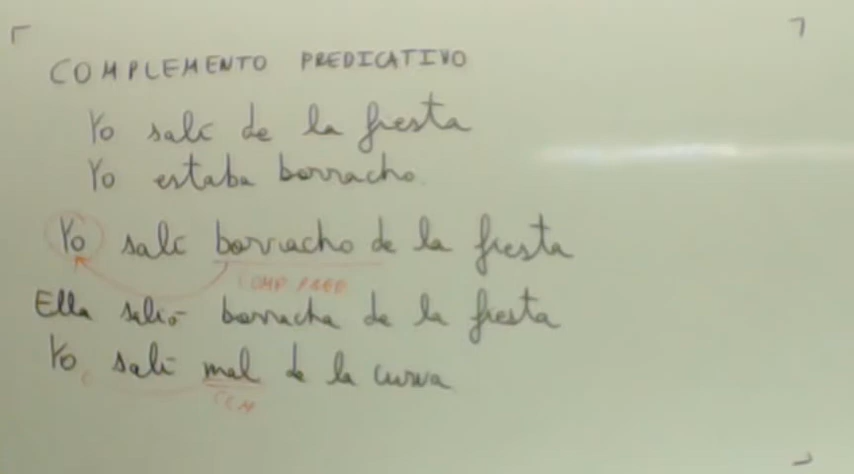 COMPLEMENTO PREDICATIVO
Yo salí de la fiesta
Yo estaba borracho.
Yo salí borracho de la fiesta
COMP PRED
Ella salió borracha de la fiesta
Yo salí mal de la curva
CCM